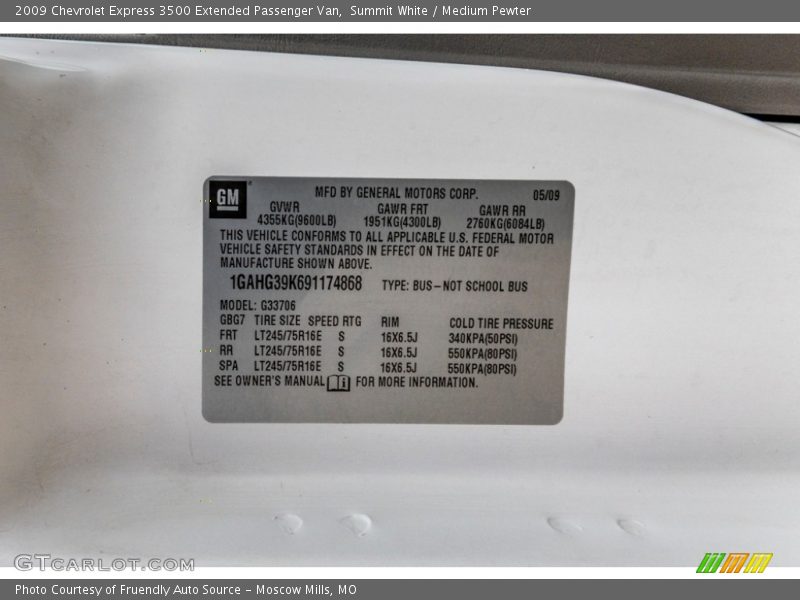 2009 Chevrolet Express 3500 Extended Passenger Van, Summit White / Medium Pewter
GM MFD BY GENERAL MOTORS CORP. 05/09
GVWR GAWR FRT GAWR RR
4355KG(9600LB) 1951KG(4300LB) 2760KG(6084LB)
THIS VEHICLE CONFORMS TO ALL APPLICABLE U.S. FEDERAL MOTOR
VEHICLE SAFETY STANDARDS IN EFFECT ON THE DATE OF
MANUFACTURE SHOWN ABOVE.
1GAHG39K691174868 TYPE: BUS-NOT SCHOOL BUS
MODEL: G33706
GBG7 TIRE SIZE SPEED RTG RIM COLD TIRE PRESSURE
FRT LT245/75R16E S 16X6.5J 340KPA(50PSI)
RR LT245/75R16E S 16X6.5J 550KPA(80PSI)
SPA LT245/75R16E S 16X6.5J 550KPA(80PSI)
SEE OWNER'S MANUAL FOR MORE INFORMATION.
GTCARLOT.COM
Photo Courtesy of Fruendly Auto Source - Moscow Mills, MO